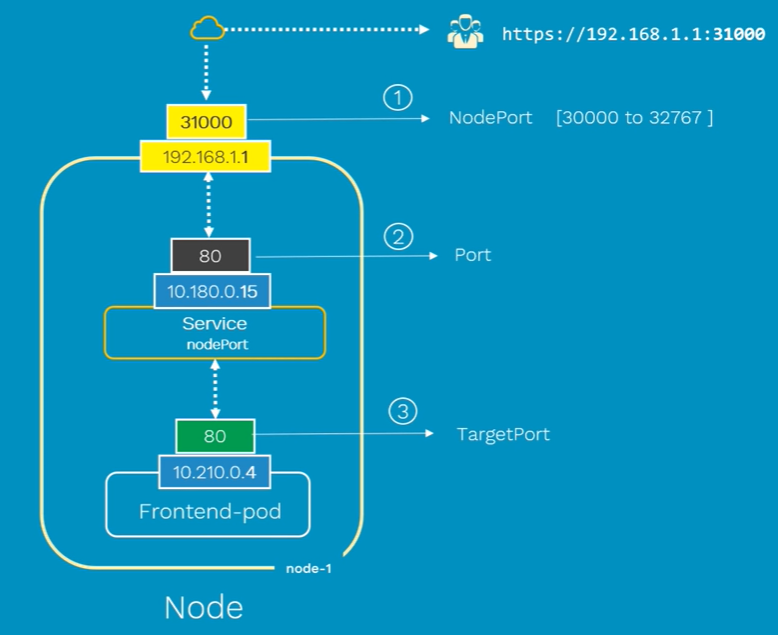 https://192.168.1.1:31000
31000
① NodePort [30000 to 32767 ]
192.168.1.1
80
② Port
10.180.0.15
Service
nodePort
80
③ TargetPort
10.210.0.4
Frontend-pod
node-1
Node